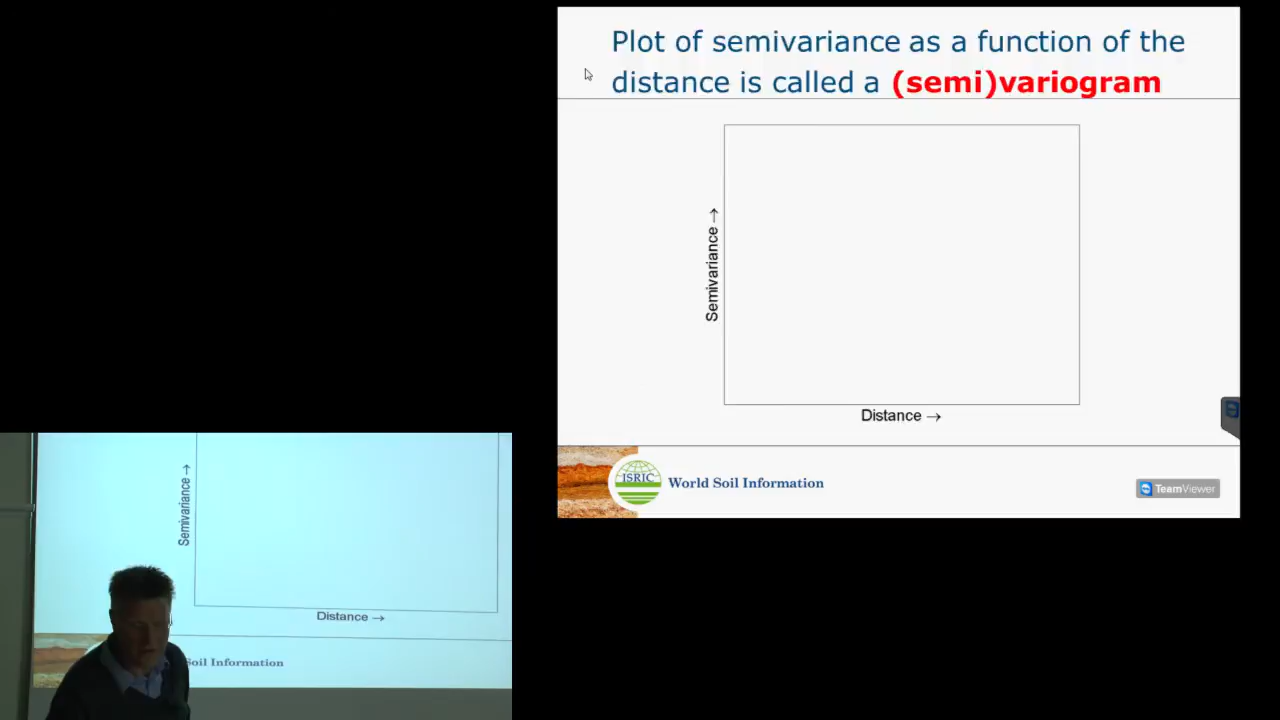 Plot of semivariance as a function of the
distance is called a (semi)variogram
Semivariance →
Distance →
ISRIC
World Soil Information
TeamViewer
Semivariance →
Distance →
Soil Information